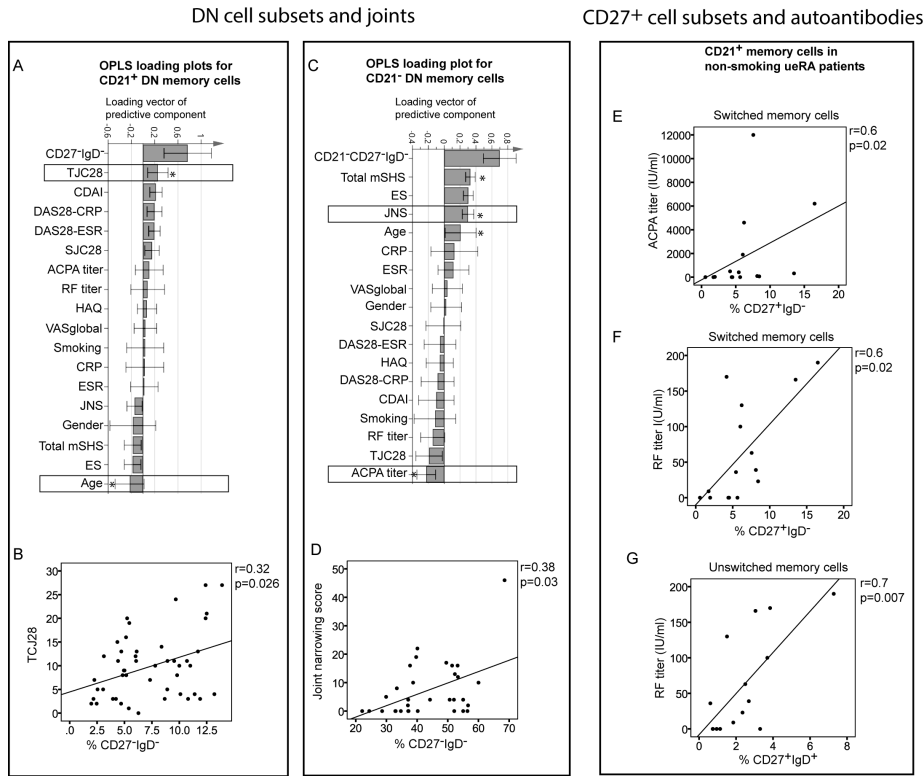 DN cell subsets and joints
CD27+ cell subsets and autoantibodies
A
OPLS loading plots for
CD21+ DN memory cells
Loading vector of
predictive component
-0.6
-0.2
0.2
0.6
1
CD27-IgD-
TJC28
*
CDAI
DAS28-CRP
DAS28-ESR
SJC28
ACPA titer
RF titer
HAQ
VASglobal
Smoking
CRP
ESR
JNS
Gender
Total mSHS
ES
Age
*
B
30
25
20
15
10
5
0
TCJ28
.0
2.5
5.0
7.5
10.0
12.5
% CD27-IgD-
r=0.32
p=0.026
C
OPLS loading plot for
CD21- DN memory cells
Loading vector of
predictive component
-0.4
-0.2
0
0.2
0.4
0.6
0.8
CD21-CD27-IgD-
Total mSHS
*
ES
JNS
*
Age
*
CRP
ESR
VASglobal
Gender
SJC28
DAS28-ESR
HAQ
DAS28-CRP
CDAI
Smoking
RF titer
TJC28
ACPA titer
*
D
50
40
30
20
10
0
Joint narrowing score
20
30
40
50
60
70
% CD27-IgD-
r=0.38
p=0.03
CD21+ memory cells in
non-smoking ueRA patients
E
Switched memory cells
12000
10000
8000
6000
4000
2000
0
ACPA titer (IU/ml)
0
5
10
15
20
% CD27+IgD-
r=0.6
p=0.02
F
Switched memory cells
200
150
100
50
0
RF titer I(U/ml)
0
5
10
15
20
% CD27+IgD-
r=0.6
p=0.02
G
Unswitched memory cells
200
150
100
50
0
RF titer (IU/ml)
0
2
4
6
8
% CD27+IgD+
r=0.7
p=0.007